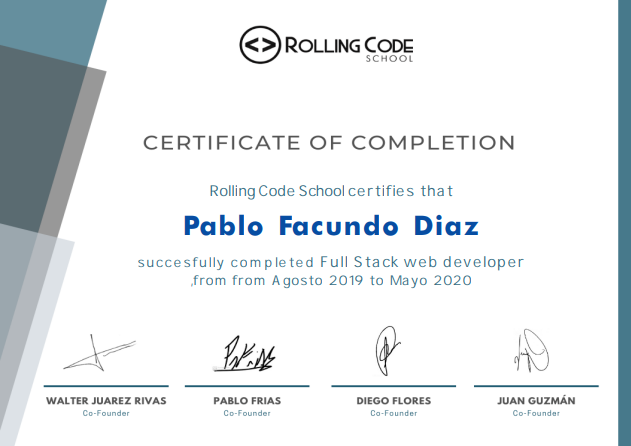 <> ROLLING CODE
SCHOOL
CERTIFICATE OF COMPLETION
Rolling Code School certifies that
Pablo Facundo Diaz
succesfully completed Full Stack web developer
,from from Agosto 2019 to Mayo 2020
WALTER JUAREZ RIVAS PABLO FRIAS DIEGO FLORES JUAN GUZMÁN
Co-Founder Co-Founder Co-Founder Co-Founder